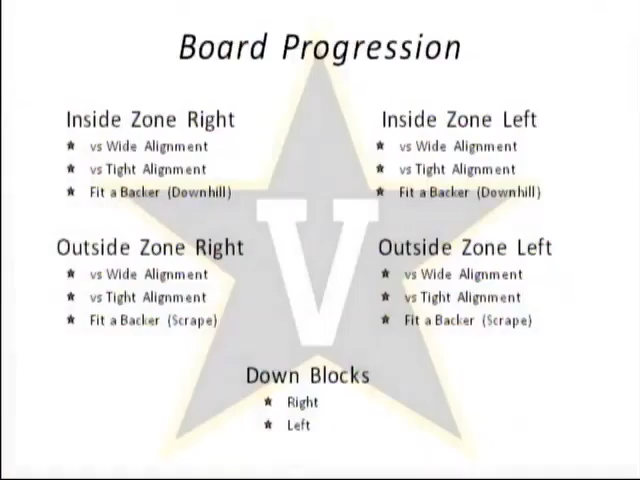 Board Progression
Inside Zone Right
vs Wide Alignment
vs Tight Alignment
Fit a Backer (Downhill)
Inside Zone Left
vs Wide Alignment
vs Tight Alignment
Fit a Backer (Downhill)
Outside Zone Right
vs Wide Alignment
vs Tight Alignment
Fit a Backer (Scrape)
Outside Zone Left
vs Wide Alignment
vs Tight Alignment
Fit a Backer (Scrape)
V
Down Blocks
Right
Left